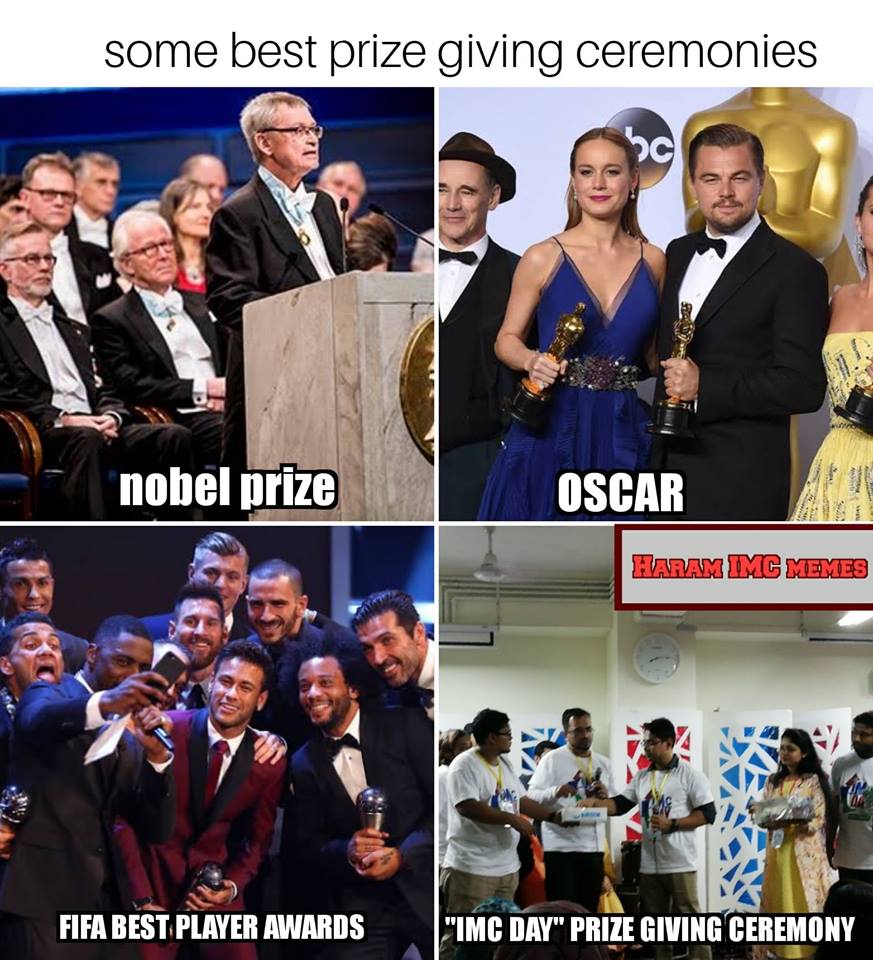 some best prize giving ceremonies
bc
nobel prize
OSCAR
HARAM IMC MEMES
FIFA BEST PLAYER AWARDS
"IMC DAY" PRIZE GIVING CEREMONY